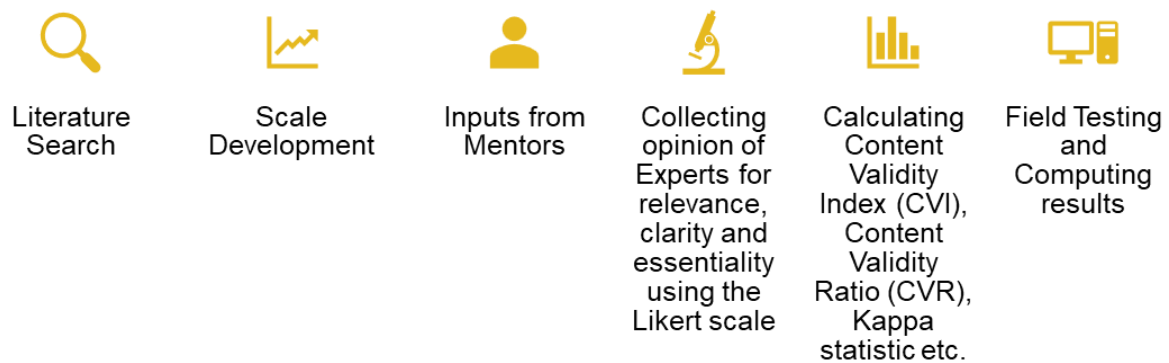 Literature
Search
Scale
Development
Inputs from
Mentors
Collecting
opinion of
Experts for
relevance,
clarity and
essentiality
using the
Likert scale
Calculating
Content
Validity
Index (CVI),
Content
Validity
Ratio (CVR),
Kappa
statistic etc.
Field Testing
and
Computing
results